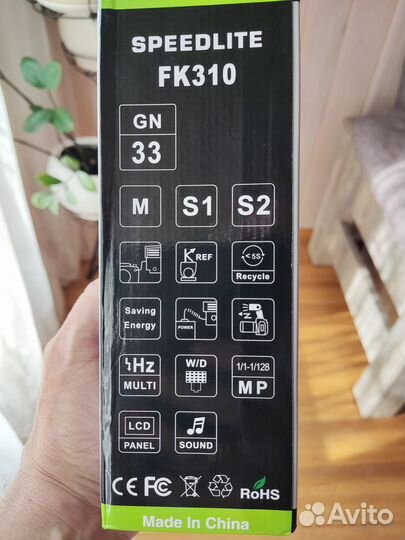 SPEEDLITE
FK310
GN
33
M S1 S2
K REF <5S
Recycle
Saving
Energy POWER Z
Hz W/D 1/1-1/128
MULTI MP
LCD
PANEL SOUND
CE FC RoHS
Made In China
Avito